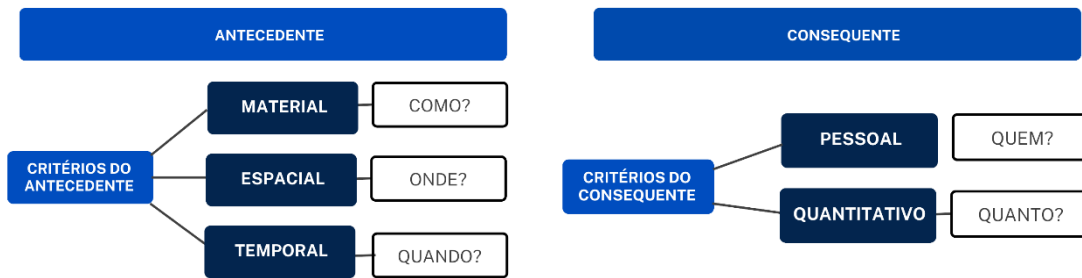 ANTECEDENTE
MATERIAL
COMO?
CRITÉRIOS DO
ANTECEDENTE
ESPACIAL
ONDE?
TEMPORAL
QUANDO?
CONSEQUENTE
PESSOAL
QUEM?
CRITÉRIOS DO
CONSEQUENTE
QUANTITATIVO
QUANTO?